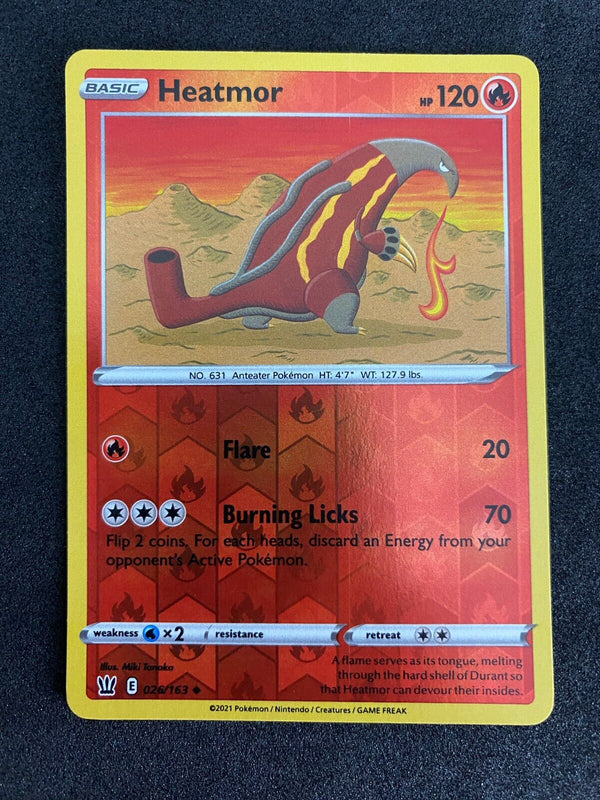 BASIC Heatmor HP 120
NO. 631 Anteater Pokémon HT: 4'7" WT: 127.9 lbs.
Flare 20
Burning Licks 70
Flip 2 coins. For each heads, discard an Energy from your
opponent's Active Pokémon.
weakness ×2 resistance retreat
Illus. Miki Tanaka
A flame serves as its tongue, melting
through the hard shell of Durant so
that Heatmor can devour their insides.
E 026/163
©2021 Pokémon / Nintendo / Creatures / GAME FREAK